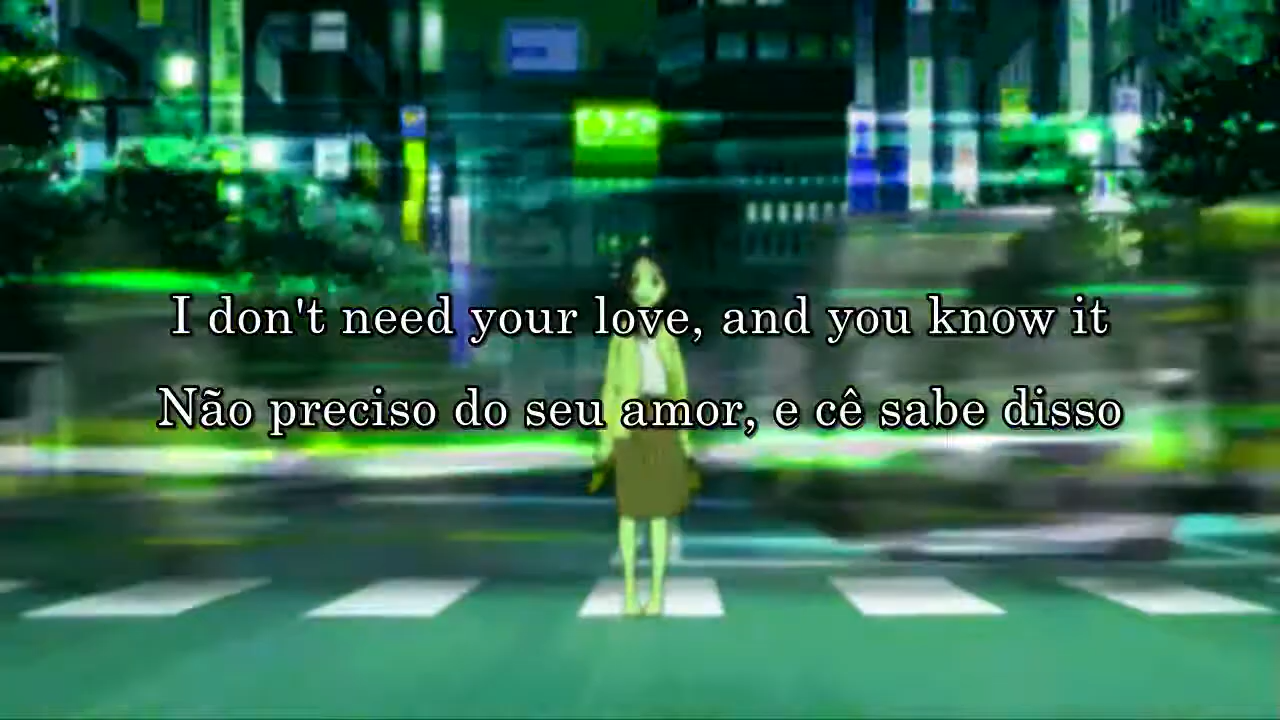 I don't need your love, and you know it
Não preciso do seu amor, e cê sabe disso